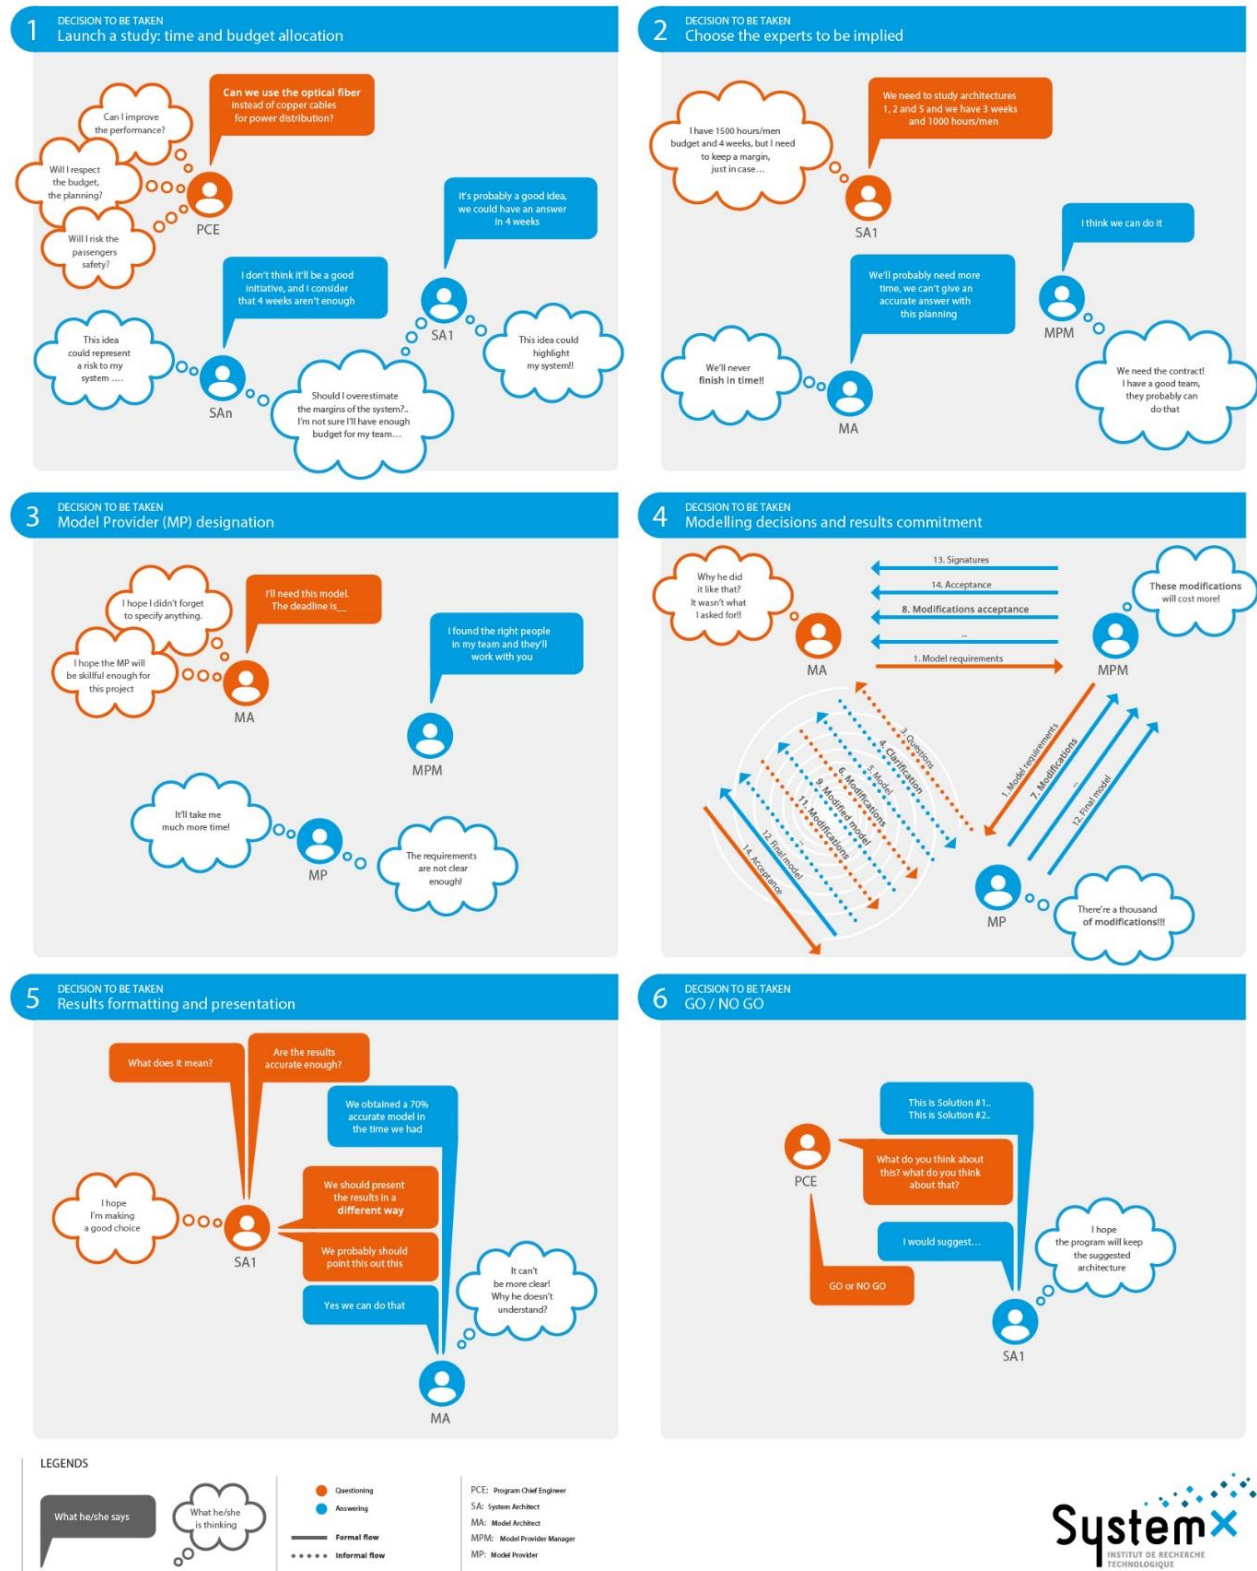 1
DECISION TO BE TAKEN
Launch a study: time and budget allocation
Can we use the optical fiber
instead of copper cables
for power distribution?
Can I improve
the performance?
Will I respect
the budget,
the planning?
Will I risk the
passengers
safety?
PCE
It's probably a good idea,
we could have an answer
in 4 weeks
I don't think it'll be a good
initiative, and I consider
that 4 weeks aren't enough
SA1
This idea
could represent
a risk to my
system ....
SAn
Should I overestimate
the margins of the system?..
I'm not sure I'll have enough
budget for my team...
This idea could
highlight
my system!!
2
DECISION TO BE TAKEN
Choose the experts to be implied
We need to study architectures
1, 2 and 5 and we have 3 weeks
and 1000 hours/men
I have 1500 hours/men
budget and 4 weeks, but I need
to keep a margin,
just in case...
SA1
I think we can do it
We'll probably need more
time, we can't give an
accurate answer with
this planning
MPM
We'll never
finish in time!!
MA
We need the contract!
I have a good team,
they probably can
do that
3
DECISION TO BE TAKEN
Model Provider (MP) designation
I'll need this model.
The deadline is__
I hope I didn't forget
to specify anything.
I hope the MP will
be skillful enough for
this project
MA
I found the right people
in my team and they'll
work with you
MPM
It'll take me
much more time!
MP
The requirements
are not clear
enough!
4
DECISION TO BE TAKEN
Modelling decisions and results commitment
Why he did
it like that?
It wasn't what
I asked for!!
MA
13. Signatures
14. Acceptance
8. Modifications acceptance
...
1. Model requirements
These modifications
will cost more!
MPM
3. Questions
4. Clarification
5. Model
6. Modifications
9. Modifired model
11. Modifications
...
12. Final model
14. Acceptance
1. Model requirements
7. Modifications
...
12. Final model
MP
There're a thousand
of modifications!!!
5
DECISION TO BE TAKEN
Results formatting and presentation
What does it mean?
Are the results
accurate enough?
We obtained a 70%
accurate model in
the time we had
We should present
the results in a
different way
I hope
I'm making
a good choice
SA1
We probably should
point this out this
Yes we can do that
It can't
be more clear!
Why he doesn't
understand?
MA
6
DECISION TO BE TAKEN
GO / NO GO
This is Solution #1..
This is Solution #2..
PCE
What do you think about
this? what do you think
about that?
I would suggest...
I hope
the program will keep
the suggested
architecture
GO or NO GO
SA1
LEGENDS
What he/she says
What he/she
is thinking
Questioning
Answering
Formal flow
Informal flow
PCE: Program Chief Engineer
SA: System Architect
MA: Model Architect
MPM: Model Provider Manager
MP: Model Provider
SystemX
INSTITUT DE RECHERCHE
TECHNOLOGIQUE